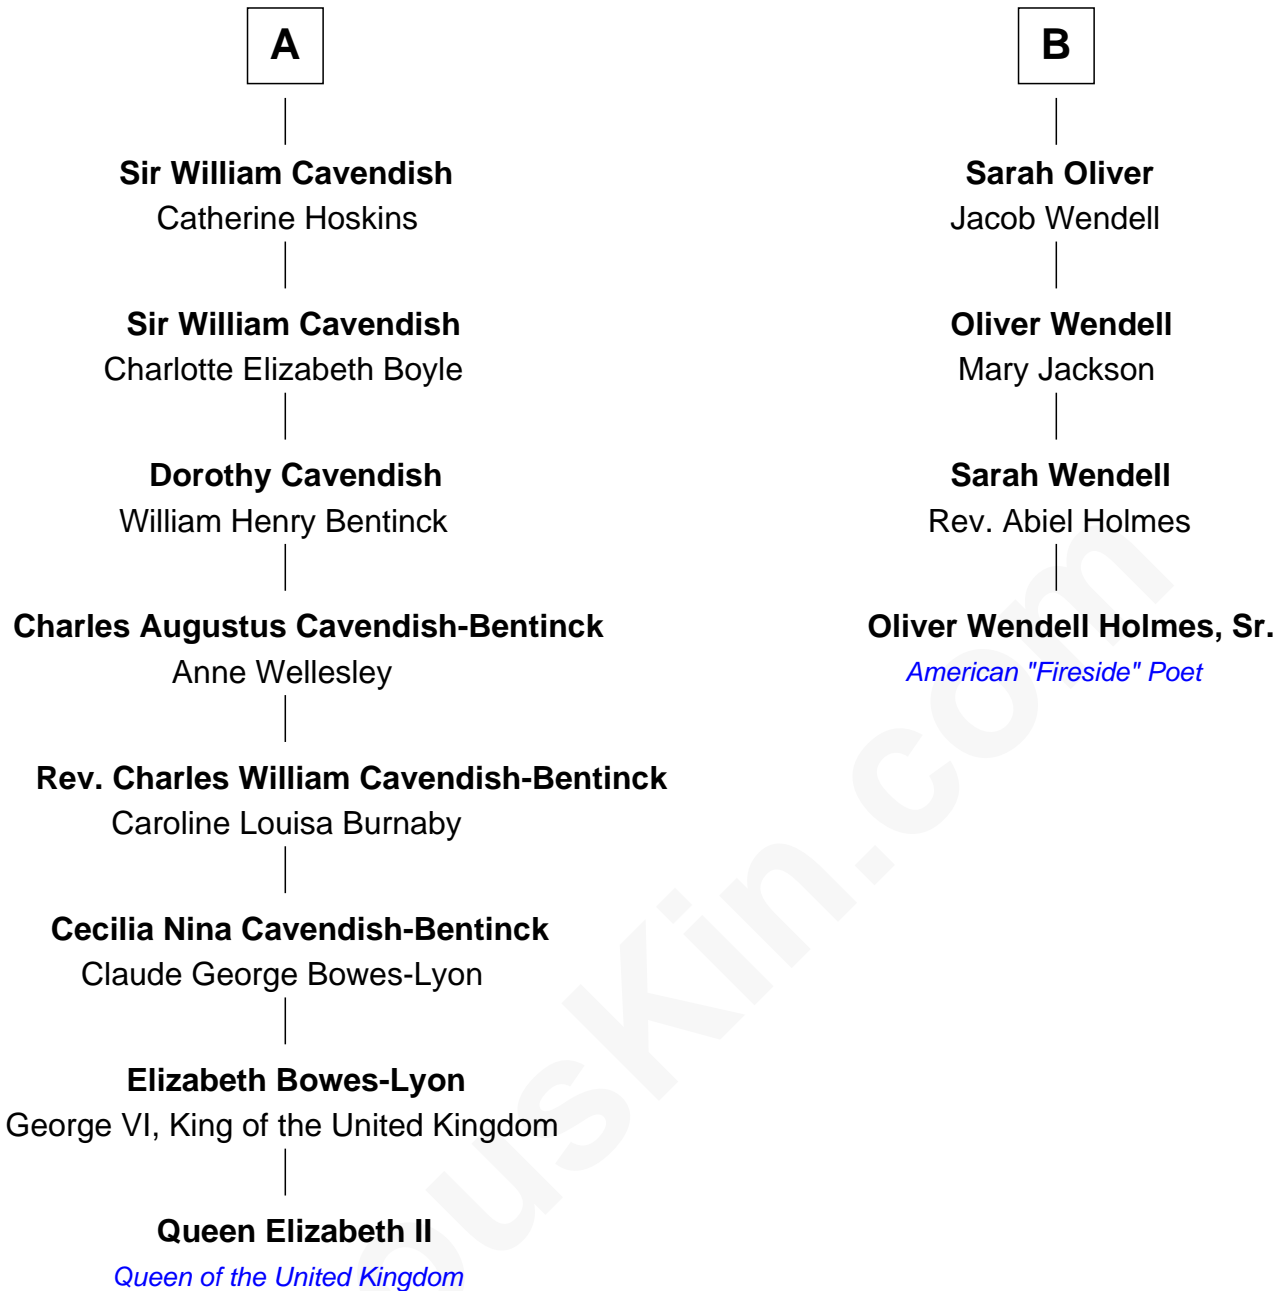 A
Sir William Cavendish
Catherine Hoskins
Sir William Cavendish
Charlotte Elizabeth Boyle
Dorothy Cavendish
William Henry Bentinck
Charles Augustus Cavendish-Bentinck
Anne Wellesley
Rev. Charles William Cavendish-Bentinck
Caroline Louisa Burnaby
Cecilia Nina Cavendish-Bentinck
Claude George Bowes-Lyon
Elizabeth Bowes-Lyon
George VI, King of the United Kingdom
Queen Elizabeth II
Queen of the United Kingdom
B
Sarah Oliver
Jacob Wendell
Oliver Wendell
Mary Jackson
Sarah Wendell
Rev. Abiel Holmes
Oliver Wendell Holmes, Sr.
American "Fireside" Poet